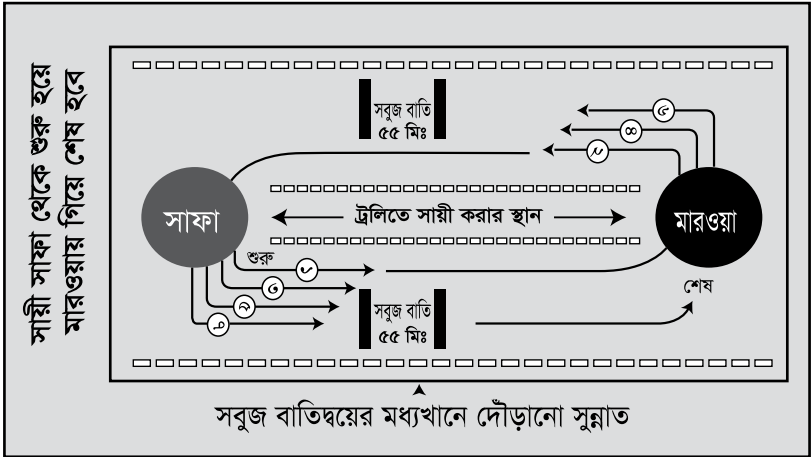 সায়ী সাফা থেকে শুরু হয়ে
মারওয়ায় গিয়ে শেষ হবে
সবুজ বাতি
৫৫ মিঃ
৬
৪
২
সাফা
ট্রলিতে সায়ী করার স্থান
মারওয়া
শুরু
১
৩
৫
৭
সবুজ বাতি
৫৫ মিঃ
শেষ
সবুজ বাতিদ্বয়ের মধ্যখানে দৌঁড়ানো সুন্নাত